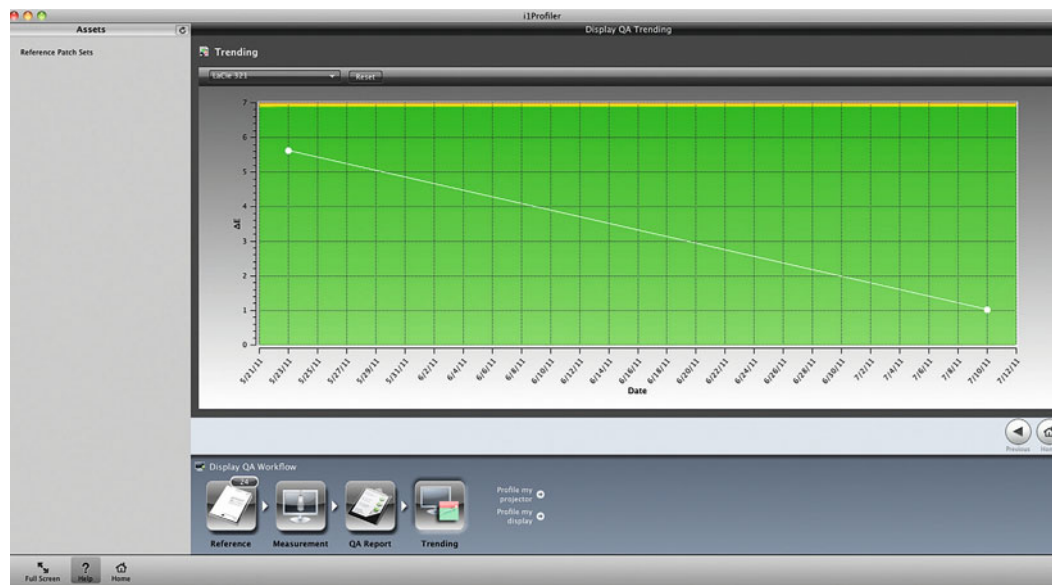 i1Profiler
Assets
Display QA Trending
Reference Patch Sets
Trending
LaCie 321
Reset
7
6
5
4
3
2
1
0
ΔE
5/21/11
5/23/11
5/25/11
5/27/11
5/29/11
5/31/11
6/2/11
6/4/11
6/6/11
6/8/11
6/10/11
6/12/11
6/14/11
6/16/11
6/18/11
6/20/11
6/22/11
6/24/11
6/26/11
6/28/11
6/30/11
7/2/11
7/4/11
7/6/11
7/8/11
7/10/11
7/12/11
Date
Previous
Hom
Display QA Workflow
24
Reference
Measurement
QA Report
Trending
Profile my
projector
Profile my
display
Full Screen
?
Help
Home